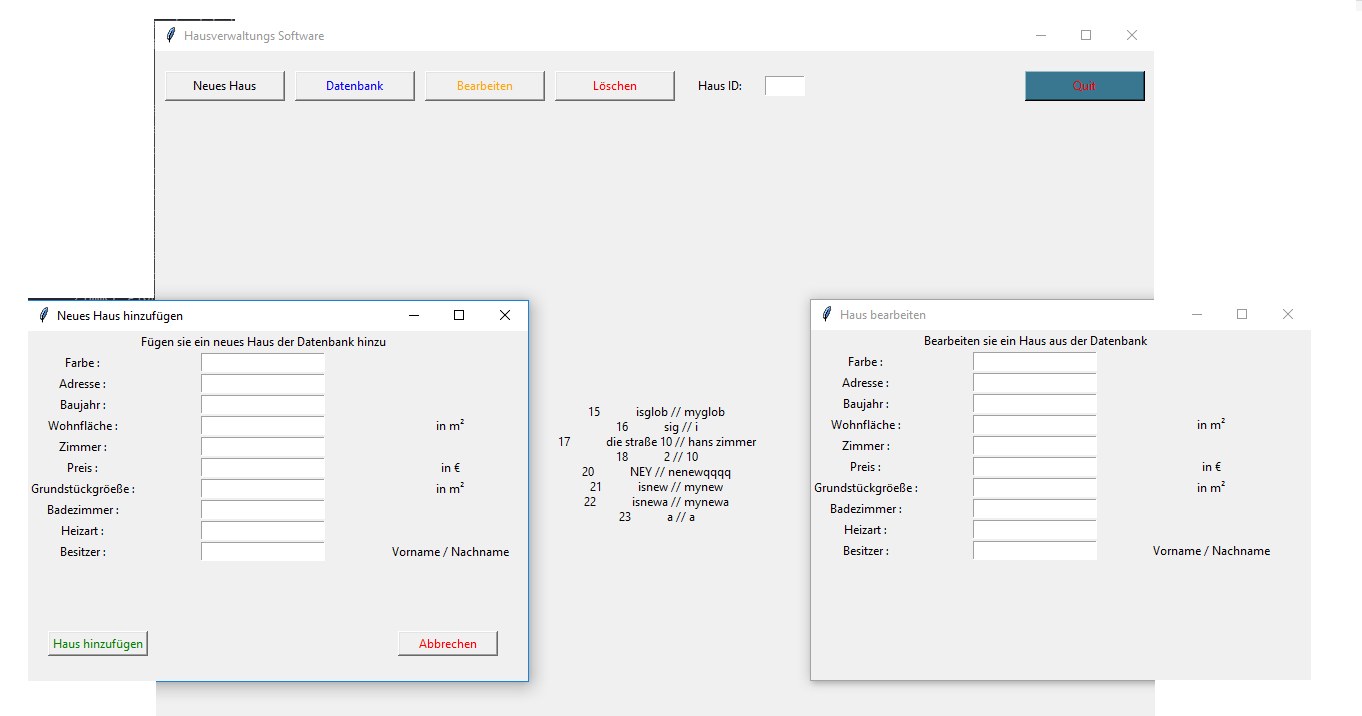 Hausverwaltungs Software
Neues Haus Datenbank Bearbeiten Löschen Haus ID: Quit
Neues Haus hinzufügen
Fügen sie ein neues Haus der Datenbank hinzu
Farbe :
Adresse :
Baujahr :
Wohnfläche : in m²
Zimmer :
Preis : in €
Grundstückgröeße : in m²
Badezimmer :
Heizart :
Besitzer : Vorname / Nachname
Haus hinzufügen Abbrechen
15 isglob // myglob
16 sig // i
17 die straße 10 // hans zimmer
18 2 // 10
20 NEY // nenewqqqq
21 isnew // mynew
22 isnewa // mynewa
23 a // a
Haus bearbeiten
Bearbeiten sie ein Haus aus der Datenbank
Farbe :
Adresse :
Baujahr :
Wohnfläche : in m²
Zimmer :
Preis : in €
Grundstückgröeße : in m²
Badezimmer :
Heizart :
Besitzer : Vorname / Nachname